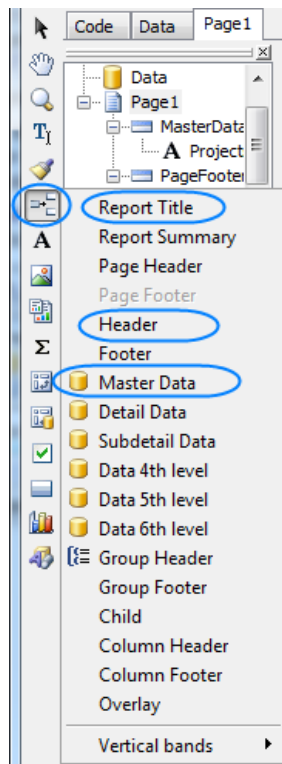 Code Data Page1
Data
Page1
MasterData
A Project
PageFooter
Report Title
Report Summary
Page Header
Page Footer
Header
Footer
Master Data
Detail Data
Subdetail Data
Data 4th level
Data 5th level
Data 6th level
Group Header
Group Footer
Child
Column Header
Column Footer
Overlay
Vertical bands
T
A
Σ